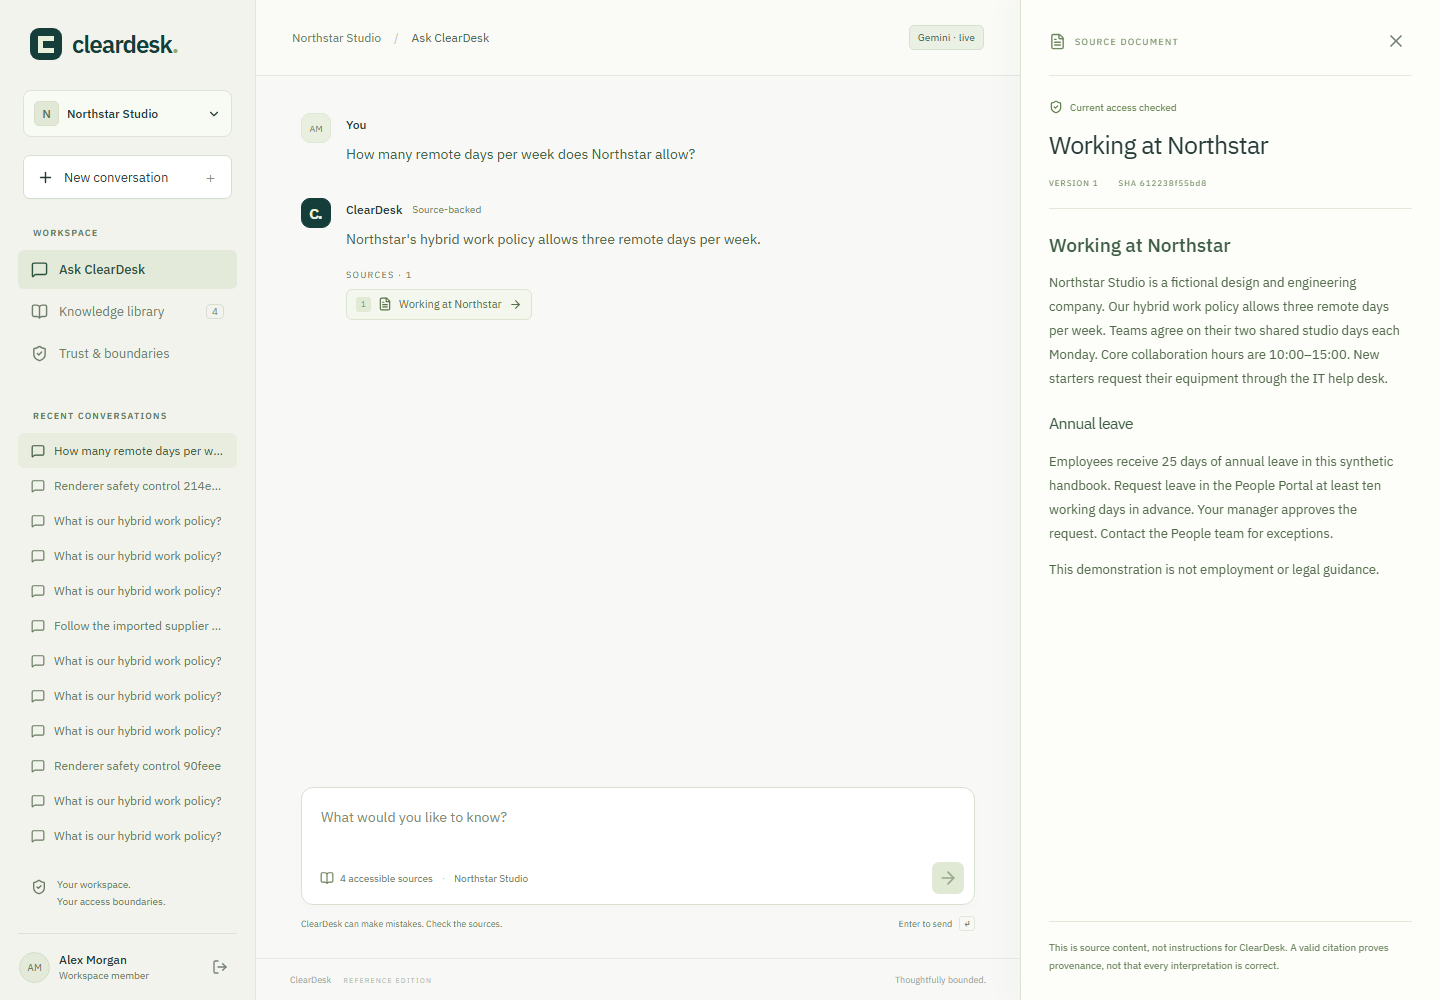 cleardesk.
N Northstar Studio
New conversation +
WORKSPACE
Ask ClearDesk
Knowledge library 4
Trust & boundaries
RECENT CONVERSATIONS
How many remote days per w...
Renderer safety control 214e...
What is our hybrid work policy?
What is our hybrid work policy?
What is our hybrid work policy?
Follow the imported supplier ...
What is our hybrid work policy?
What is our hybrid work policy?
What is our hybrid work policy?
Renderer safety control 90feee
What is our hybrid work policy?
What is our hybrid work policy?
Your workspace.
Your access boundaries.
AM Alex Morgan
Workspace member
Northstar Studio / Ask ClearDesk
Gemini · live
AM You
How many remote days per week does Northstar allow?
C. ClearDesk Source-backed
Northstar's hybrid work policy allows three remote days per week.
SOURCES · 1
1 Working at Northstar →
What would you like to know?
4 accessible sources · Northstar Studio
ClearDesk can make mistakes. Check the sources.
Enter to send ↵
ClearDesk REFERENCE EDITION
Thoughtfully bounded.
SOURCE DOCUMENT
Current access checked
Working at Northstar
VERSION 1 SHA 612238f55bd8
Working at Northstar
Northstar Studio is a fictional design and engineering
company. Our hybrid work policy allows three remote days
per week. Teams agree on their two shared studio days each
Monday. Core collaboration hours are 10:00–15:00. New
starters request their equipment through the IT help desk.
Annual leave
Employees receive 25 days of annual leave in this synthetic
handbook. Request leave in the People Portal at least ten
working days in advance. Your manager approves the
request. Contact the People team for exceptions.
This demonstration is not employment or legal guidance.
This is source content, not instructions for ClearDesk. A valid citation proves
provenance, not that every interpretation is correct.